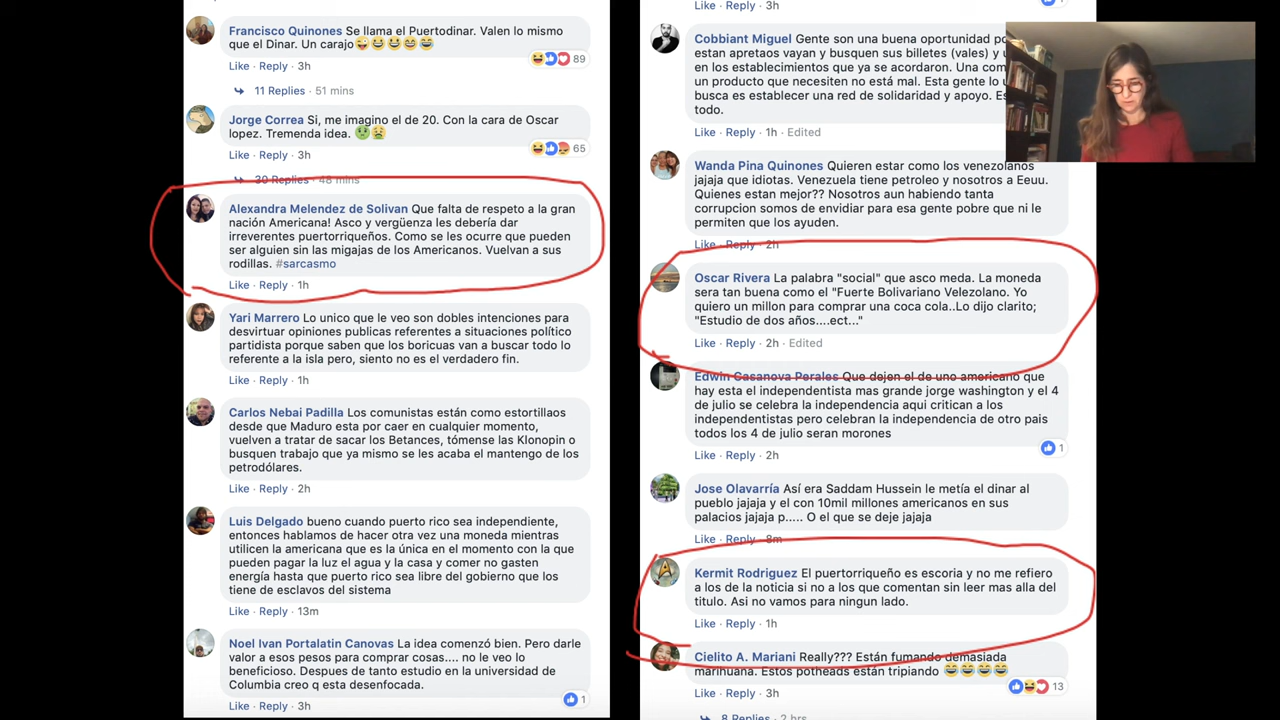 Francisco Quinones Se llama el Puertodinar. Valen lo mismo
que el Dinar. Un carajo
89
Like · Reply · 3h
11 Replies · 51 mins
Jorge Correa Si, me imagino el de 20. Con la cara de Oscar
lopez. Tremenda idea.
65
Like · Reply · 3h
30 Replies · 48 mins
Alexandra Melendez de Solivan Que falta de respeto a la gran
nación Americana! Asco y vergüenza les debería dar
irreverentes puertorriqueños. Como se les ocurre que pueden
ser alguien sin las migajas de los Americanos. Vuelvan a sus
rodillas. #sarcasmo
Like · Reply · 1h
Yari Marrero Lo unico que le veo son dobles intenciones para
desvirtuar opiniones publicas referentes a situaciones político
partidista porque saben que los boricuas van a buscar todo lo
referente a la isla pero, siento no es el verdadero fin.
Like · Reply · 1h
Carlos Nebai Padilla Los comunistas están como estortillaos
desde que Maduro esta por caer en cualquier momento,
vuelven a tratar de sacar los Betances, tómense las Klonopin o
busquen trabajo que ya mismo se les acaba el mantengo de los
petrodólares.
Like · Reply · 2h
Luis Delgado bueno cuando puerto rico sea independiente,
entonces hablamos de hacer otra vez una moneda mientras
utilicen la americana que es la única en el momento con la que
pueden pagar la luz el agua y la casa y comer no gasten
energía hasta que puerto rico sea libre del gobierno que los
tiene de esclavos del sistema
Like · Reply · 13m
Noel Ivan Portalatin Canovas La idea comenzó bien. Pero darle
valor a esos pesos para comprar cosas.... no le veo lo
beneficioso. Despues de tanto estudio en la universidad de
Columbia creo q esta desenfocada.
1
Like · Reply · 3h
Like · Reply · 3h
Cobbiant Miguel Gente son una buena oportunidad
estan apretaos vayan y busquen sus billetes (vales) y
en los establecimientos que ya se acordaron. Una
un producto que necesiten no está mal. Esta gente lo
busca es establecer una red de solidaridad y apoyo.
todo.
Like · Reply · 1h · Edited
Wanda Pina Quinones Quieren estar como los venezolanos
jajaja que idiotas. Venezuela tiene petroleo y nosotros a Eeuu.
Quienes estan mejor?? Nosotros aun habiendo tanta
corrupcion somos de envidiar para esa gente pobre que ni le
permiten que los ayuden.
Like · Reply · 2h
Oscar Rivera La palabra "social" que asco meda. La moneda
sera tan buena como el "Fuerte Bolivariano Velezolano. Yo
quiero un millon para comprar una coca cola..Lo dijo clarito;
"Estudio de dos años....ect..."
Like · Reply · 2h · Edited
Edwin Casanova Perales Que dejen el de uno americano que
hay esta el independentista mas grande jorge washington y el 4
de julio se celebra la independencia aqui critican a los
independentistas pero celebran la independencia de otro pais
todos los 4 de julio seran morones
1
Like · Reply · 2h
Jose Olavarría Así era Saddam Hussein le metía el dinar al
pueblo jajaja y el con 10mil millones americanos en sus
palacios jajaja p..... O el que se deje jajaja
Like · Reply · 8m
Kermit Rodriguez El puertorriqueño es escoria y no me refiero
a los de la noticia si no a los que comentan sin leer mas alla del
titulo. Asi no vamos para ningun lado.
Like · Reply · 1h
Cielito A. Mariani Really??? Están fumando demasiada
marihuana. Estos potheads están tripiando
13
Like · Reply · 3h
8 Replies · 2 hrs